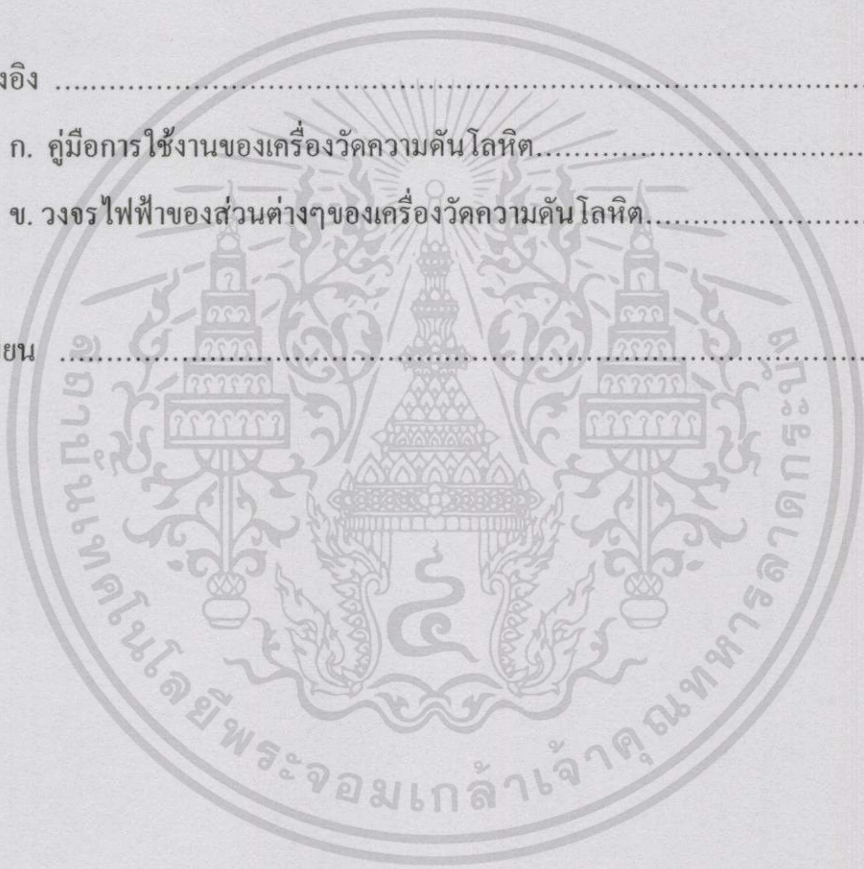 งอิง
ก. คู่มือการใช้งานของเครื่องวัดความดันโลหิต
ข. วงจรไฟฟ้าของส่วนต่างๆของเครื่องวัดความดันโลหิต
ยน
สถาบันเทคโนโลยีพระจอมเกล้าเจ้าคุณทหารลาดกระบัง